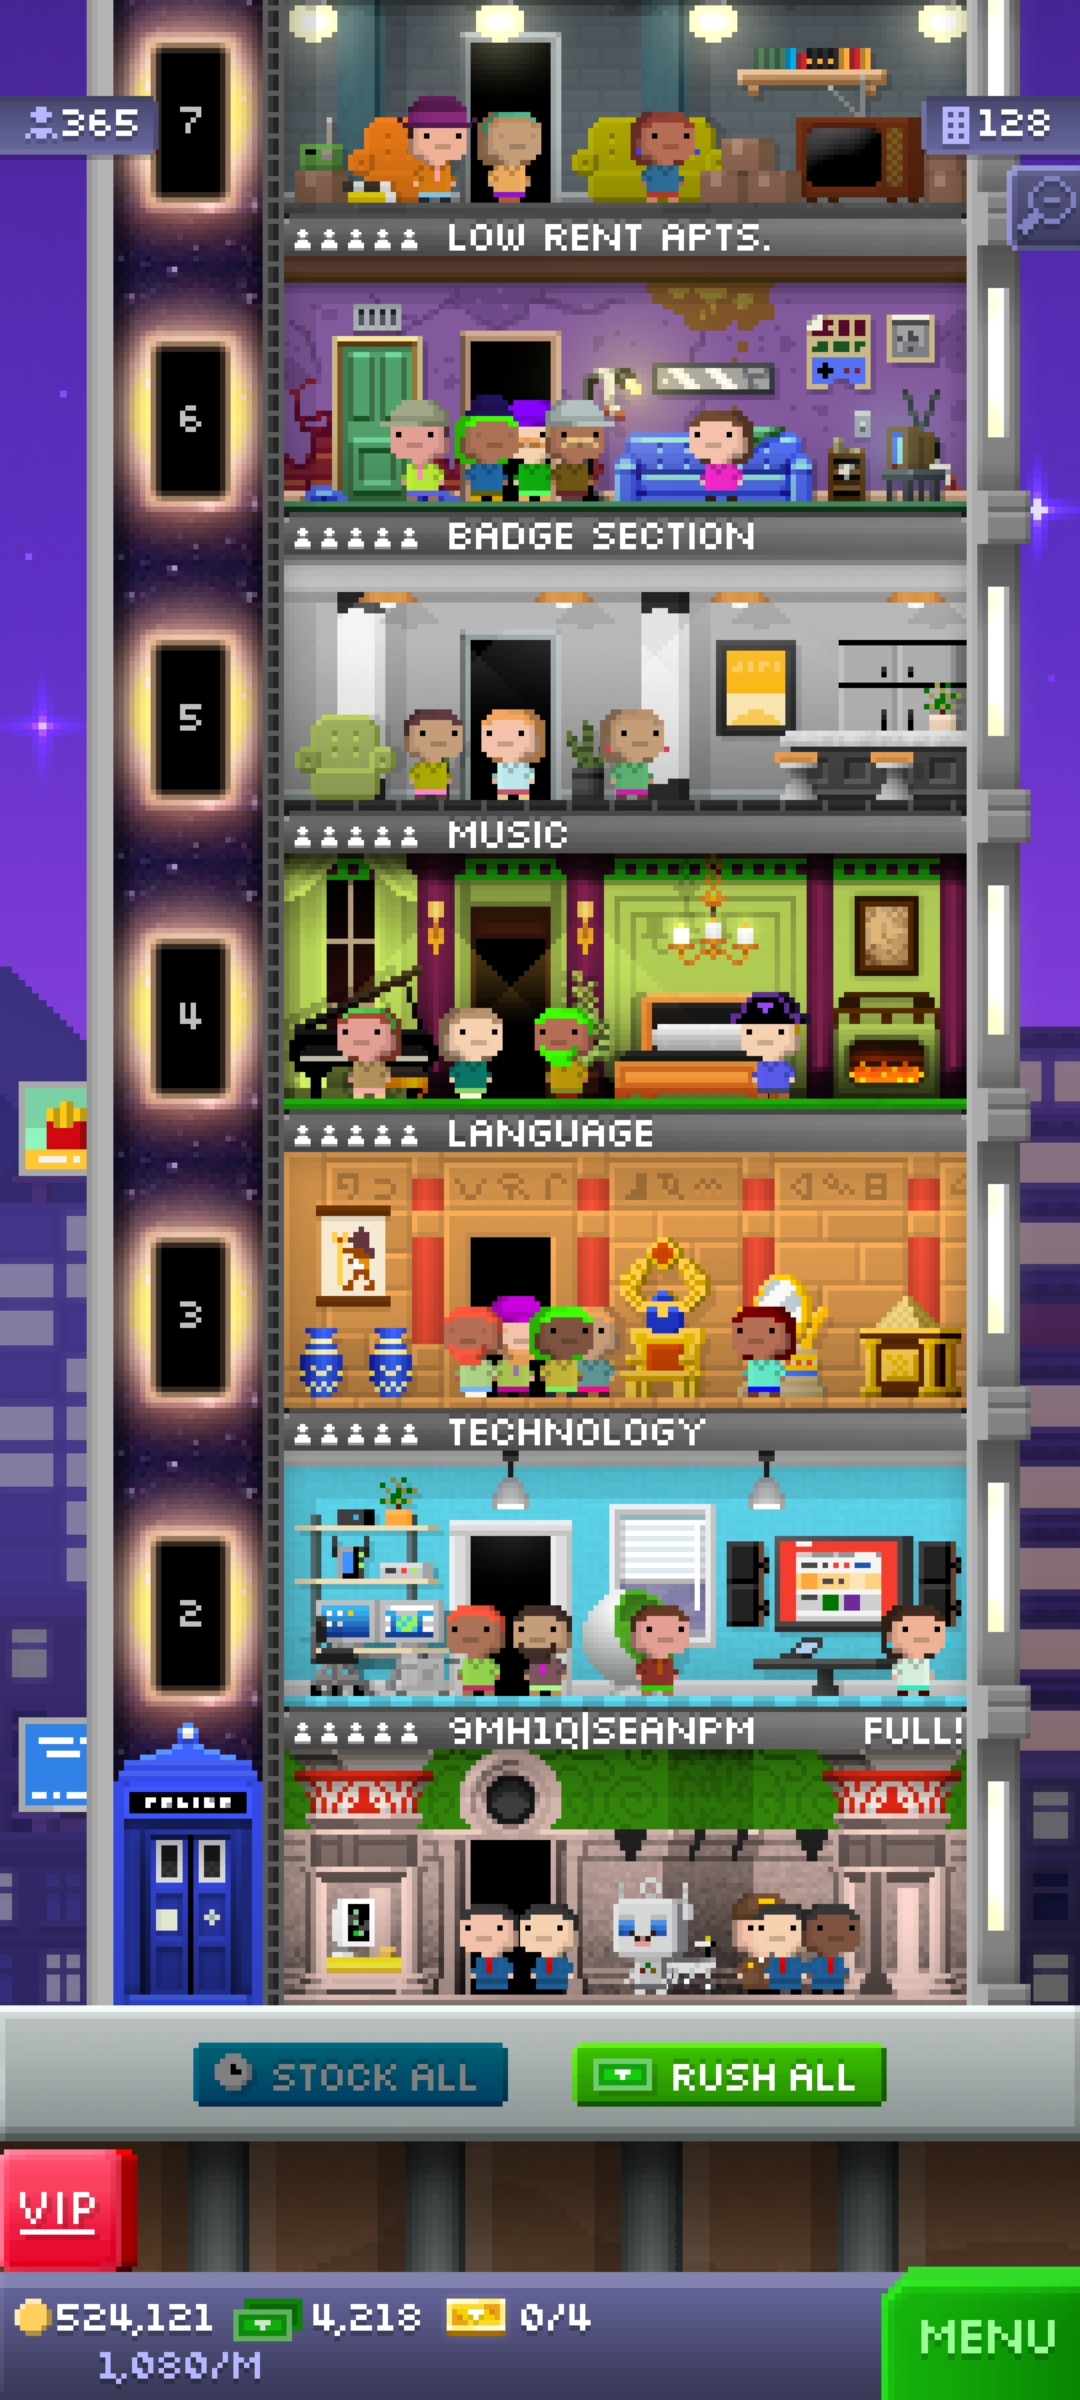 7
365
128
LOW RENT APTS.
6
BADGE SECTION
5
MUSIC
4
LANGUAGE
3
TECHNOLOGY
2
9MH1Q|SEANPM FULL!
POLICE
STOCK ALL
RUSH ALL
VIP
524,121 4,218 0/4
1,080/M
MENU